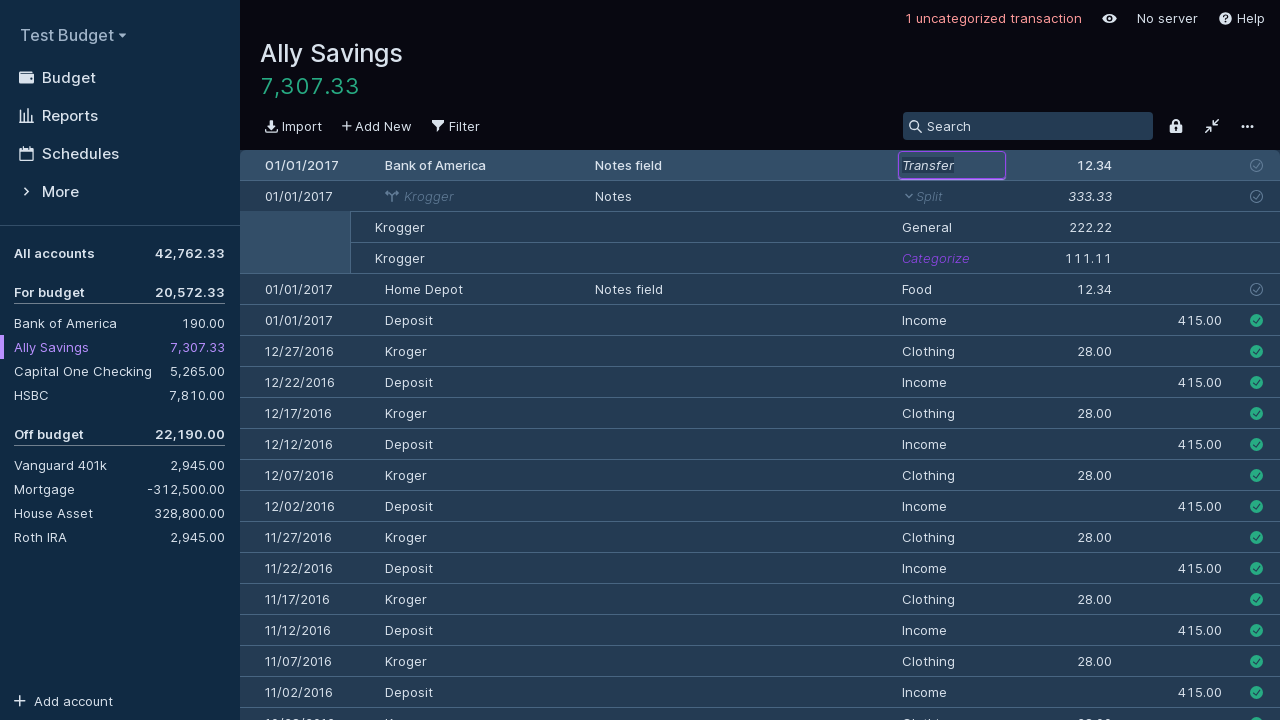 Test Budget
Budget
Reports
Schedules
More
All accounts 42,762.33
For budget 20,572.33
Bank of America 190.00
Ally Savings 7,307.33
Capital One Checking 5,265.00
HSBC 7,810.00
Off budget 22,190.00
Vanguard 401k 2,945.00
Mortgage -312,500.00
House Asset 328,800.00
Roth IRA 2,945.00
Add account
1 uncategorized transaction No server Help
Ally Savings
7,307.33
Import Add New Filter Search
01/01/2017 Bank of America Notes field Transfer 12.34
01/01/2017 Krogger Notes Split 333.33
Krogger General 222.22
Krogger Categorize 111.11
01/01/2017 Home Depot Notes field Food 12.34
01/01/2017 Deposit Income 415.00
12/27/2016 Kroger Clothing 28.00
12/22/2016 Deposit Income 415.00
12/17/2016 Kroger Clothing 28.00
12/12/2016 Deposit Income 415.00
12/07/2016 Kroger Clothing 28.00
12/02/2016 Deposit Income 415.00
11/27/2016 Kroger Clothing 28.00
11/22/2016 Deposit Income 415.00
11/17/2016 Kroger Clothing 28.00
11/12/2016 Deposit Income 415.00
11/07/2016 Kroger Clothing 28.00
11/02/2016 Deposit Income 415.00